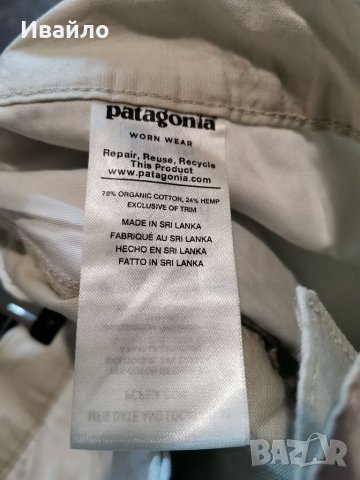 Ивайло
patagonia
WORN WEAR
Repair, Reuse, Recycle
This Product
www.patagonia.com
76% ORGANIC COTTON, 24% HEMP
EXCLUSIVE OF TRIM
MADE IN SRI LANKA
FABRIQUÉ AU SRI LANKA
HECHO EN SRI LANKA
FATTO IN SRI LANKA
BAZAR